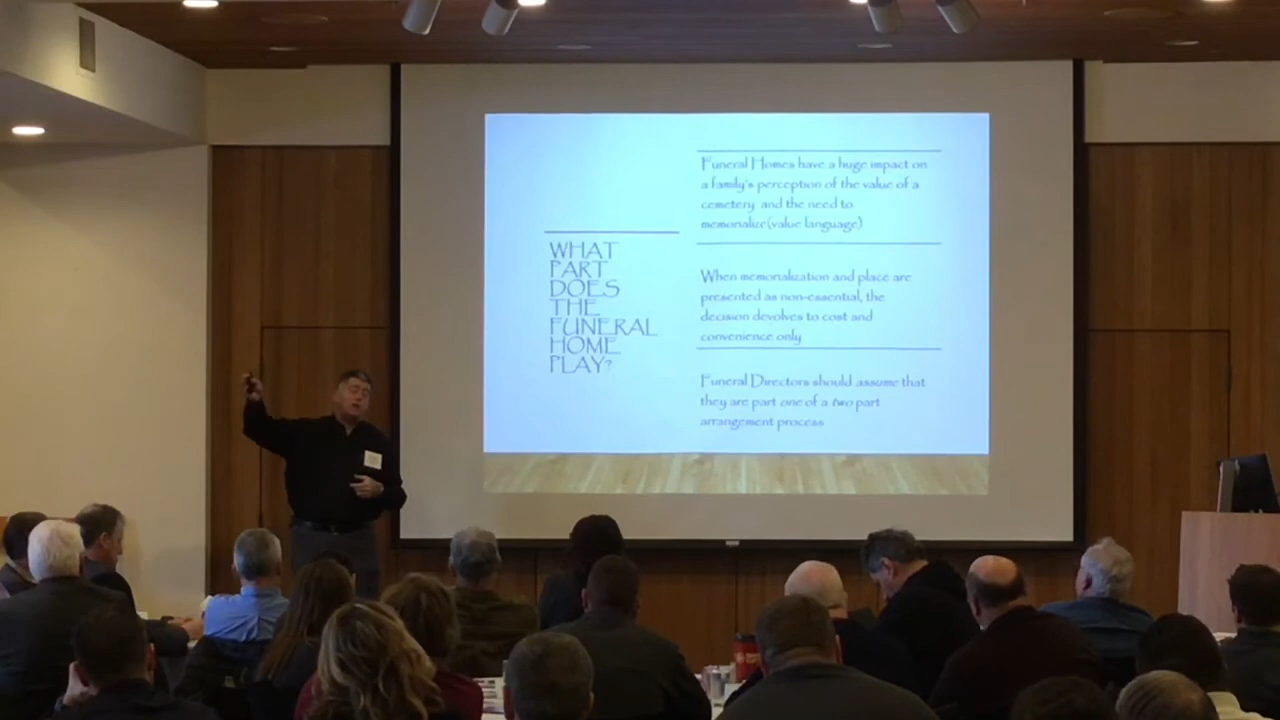 WHAT
PART
DOES
THE
FUNERAL
HOME
PLAY?
Funeral Homes have a huge impact on
a family's perception of the value of a
cemetery and the need to
memorialize(value language)
When memorialization and place are
presented as non-essential, the
decision devolves to cost and
convenience only
Funeral Directors should assume that
they are part one of a two part
arrangement process